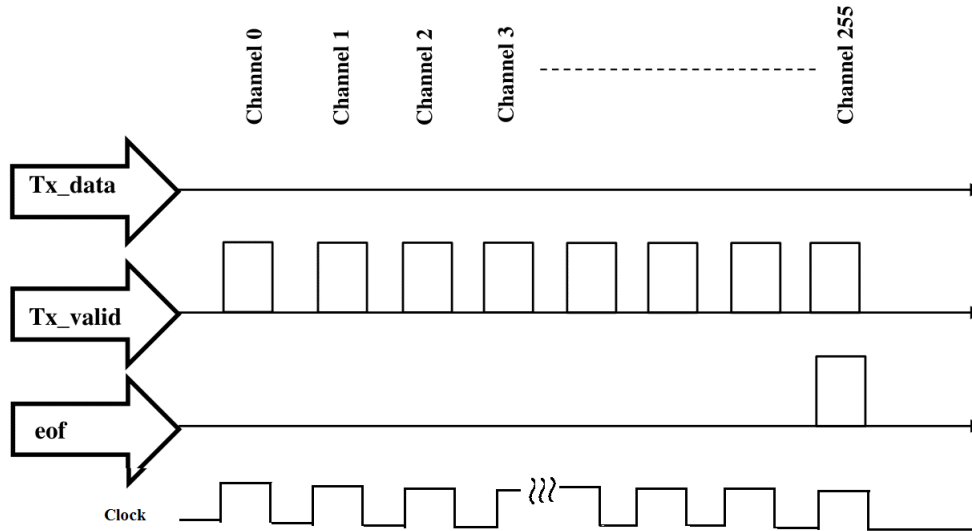 Channel 0
Channel 1
Channel 2
Channel 3
Channel 255
Tx_data
Tx_valid
eof
Clock